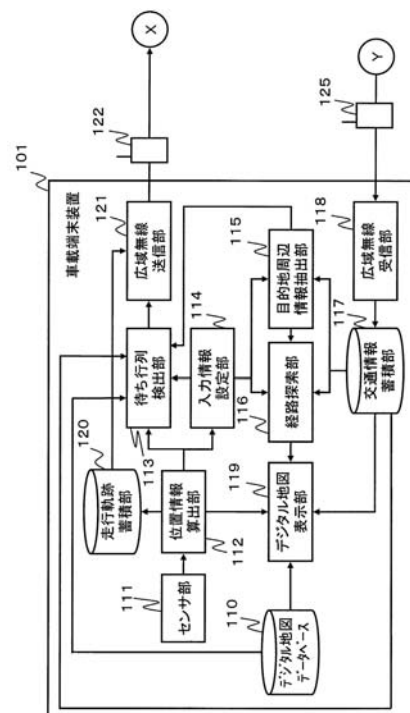 101
車載端末装置
122
X
121
広域無線
送信部
120
走行軌跡
蓄積部
113
待ち行列
検出部
114
入力情報
設定部
115
目的地周辺
情報抽出部
125
Y
118
広域無線
受信部
117
交通情報
蓄積部
116
経路探索部
111
センサ部
112
位置情報
算出部
119
デジタル地図
表示部
110
デジタル地図
データベース